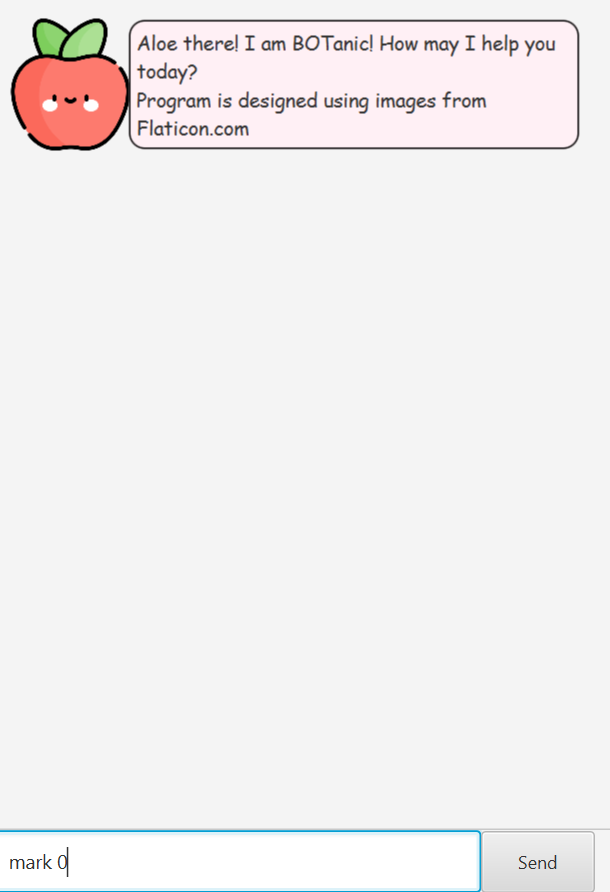 Aloe there! I am BOTanic! How may I help you
today?
Program is designed using images from
Flaticon.com
mark 0
Send